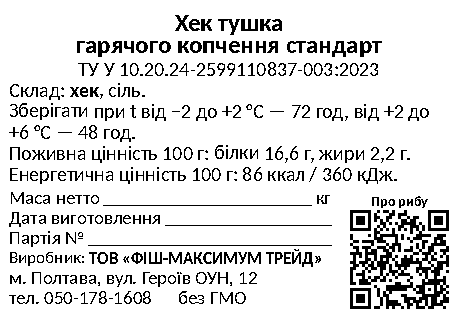 Хек тушка
гарячого копчення стандарт
ТУ У 10.20.24-2599110837-003:2023
Склад: хек, сіль.
Зберігати при t від −2 до +2 °С — 72 год, від +2 до
+6 °С — 48 год.
Поживна цінність 100 г: білки 16,6 г, жири 2,2 г.
Енергетична цінність 100 г: 86 ккал / 360 кДж.
Маса нетто ______________________ кг
Дата виготовлення _________________
Партія № _________________________
Про рибу
Виробник: ТОВ «ФІШ-МАКСИМУМ ТРЕЙД»
м. Полтава, вул. Героїв ОУН, 12
тел. 050-178-1608 без ГМО